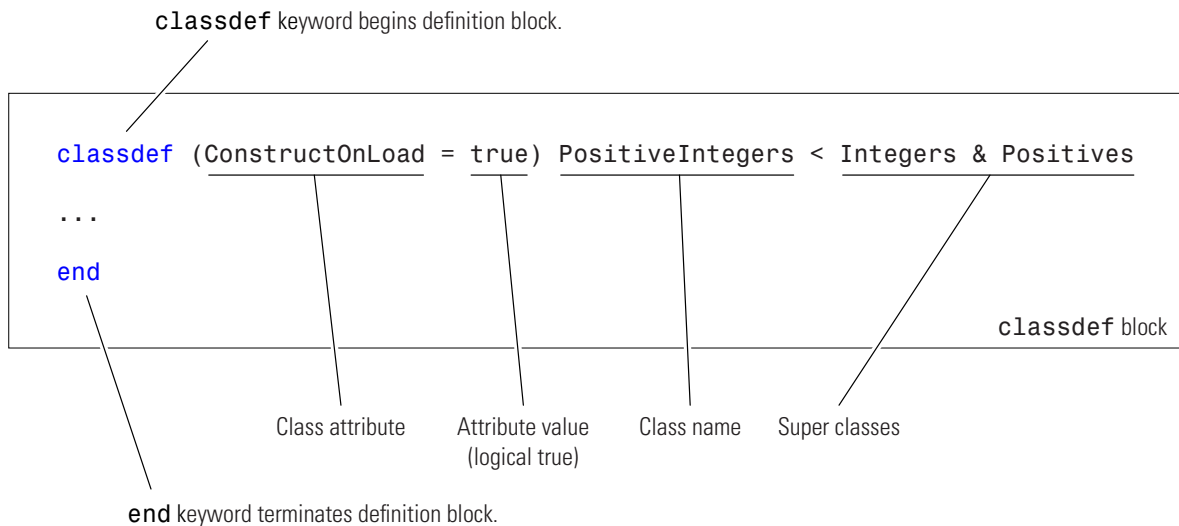 classdef keyword begins definition block.
classdef (ConstructOnLoad = true) PositiveIntegers < Integers & Positives
...
end
classdef block
Class attribute
Attribute value
(logical true)
Class name
Super classes
end keyword terminates definition block.